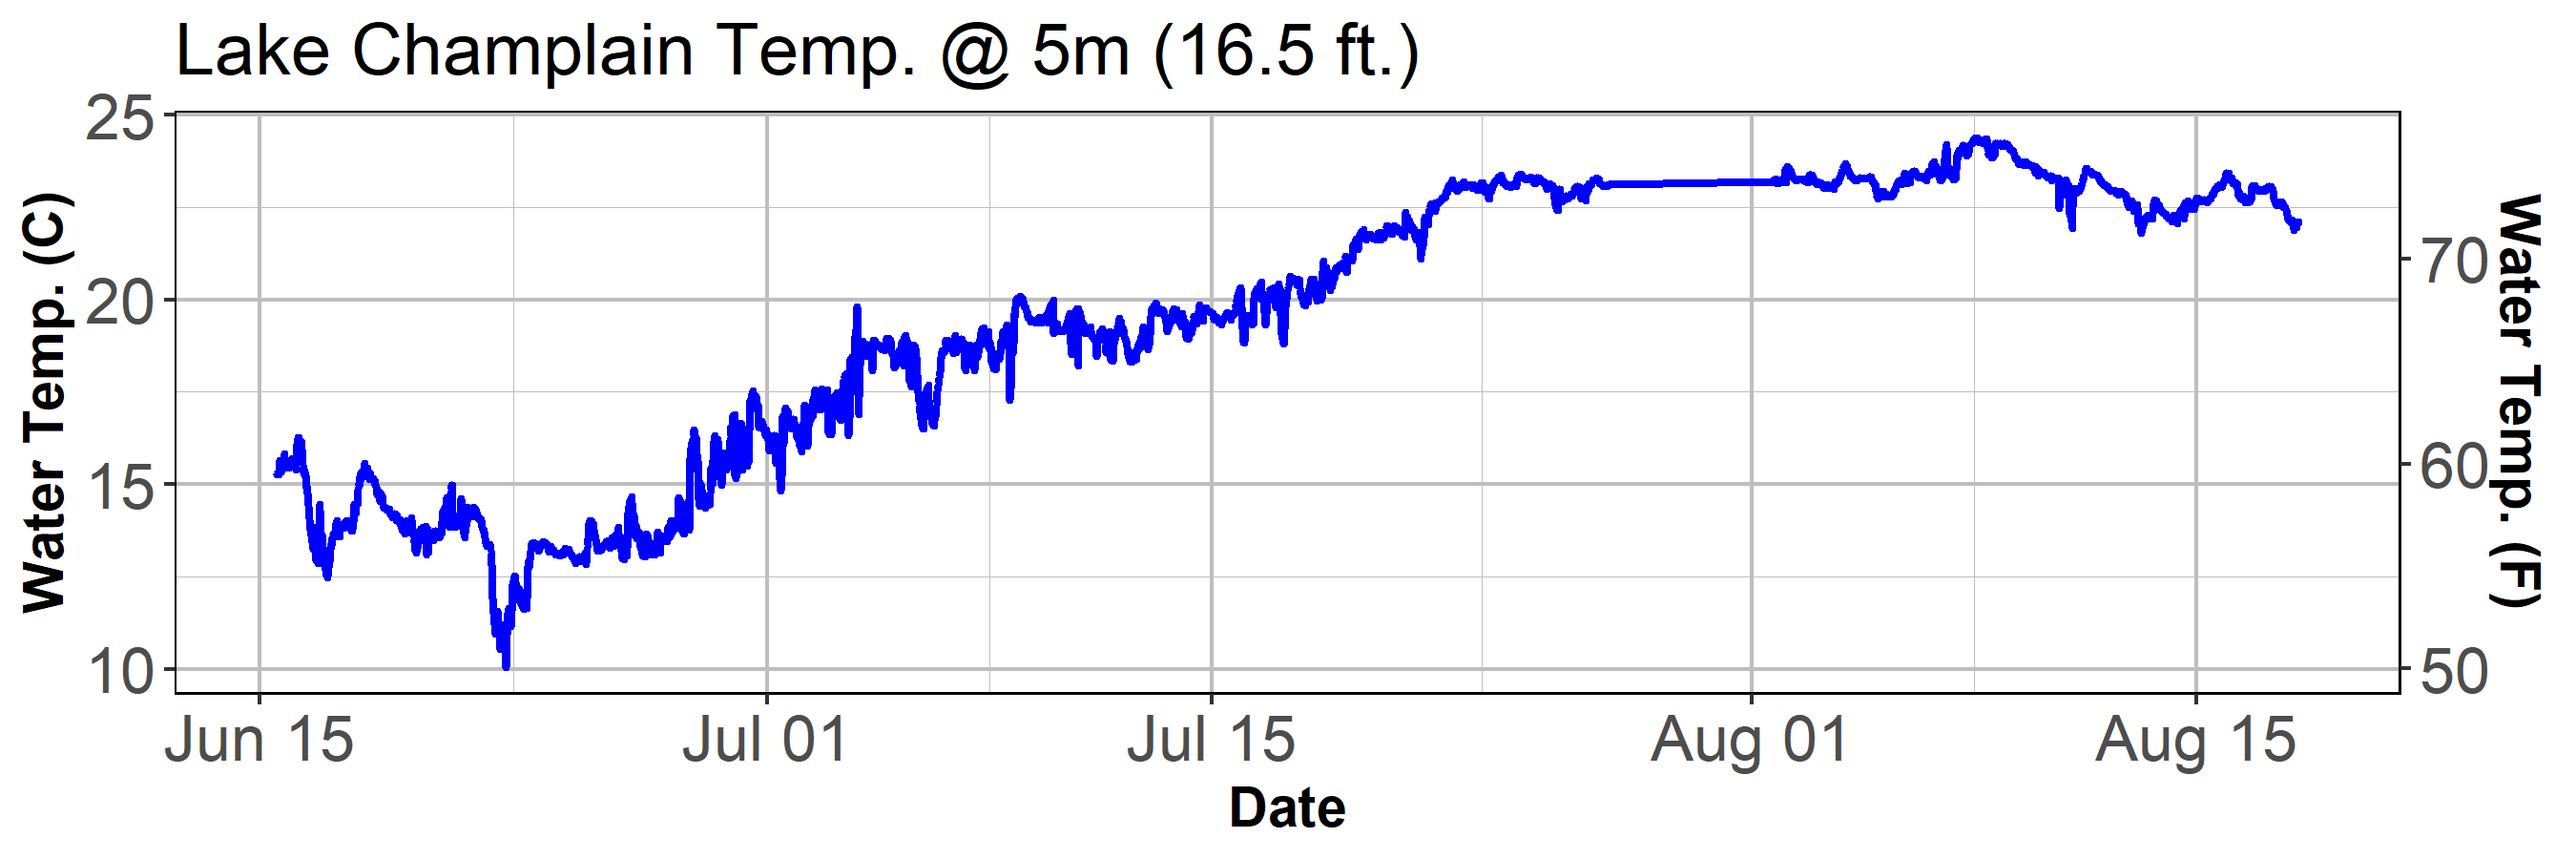 Lake Champlain Temp. @ 5m (16.5 ft.)
25
20
15
10
Water Temp. (C)
70
60
50
Water Temp. (F)
Jun 15 Jul 01 Jul 15 Aug 01 Aug 15
Date